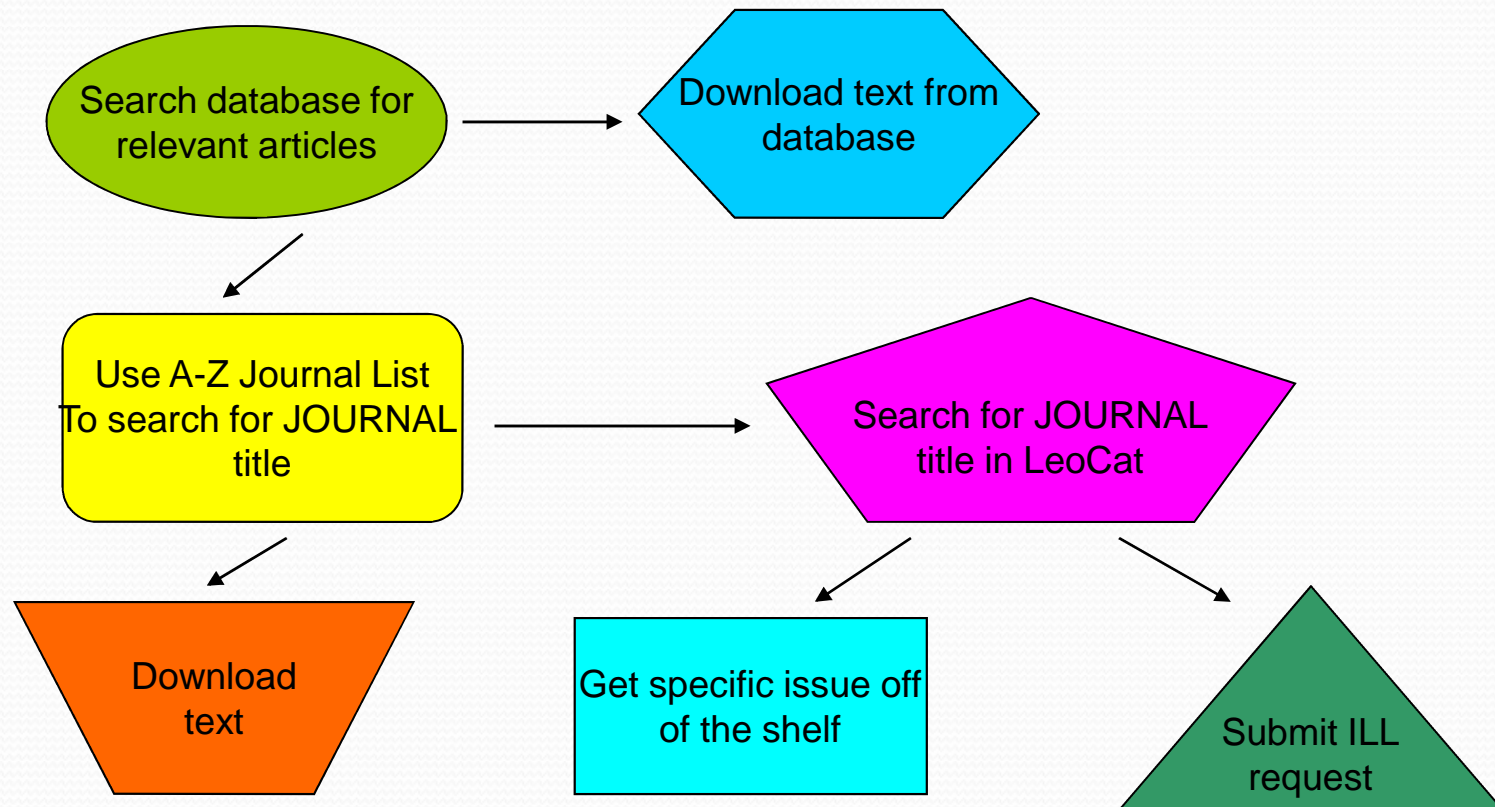 Search database for
relevant articles
Download text from
database
Use A-Z Journal List
To search for JOURNAL
title
Search for JOURNAL
title in LeoCat
Download
text
Get specific issue off
of the shelf
Submit ILL
request